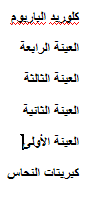 كلوريد الباريوم
العينة الرابعة
العينة الثالثة
العينة الثانية
العينة الأولى
كبريتات النحاس